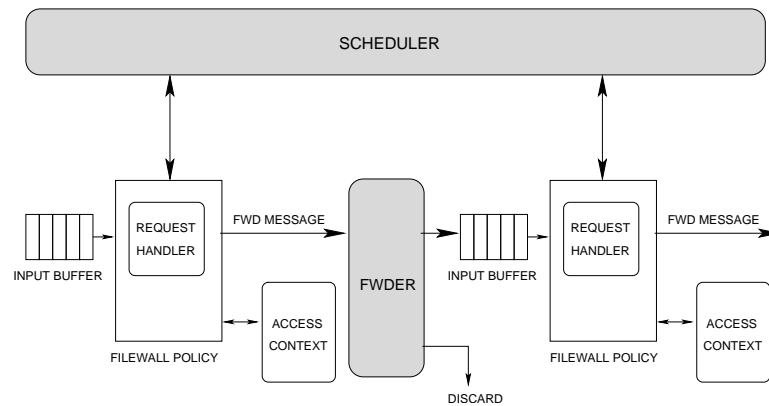 SCHEDULER
REQUEST
HANDLER
FWD MESSAGE
INPUT BUFFER
FILEWALL POLICY
ACCESS
CONTEXT
FWDER
DISCARD
INPUT BUFFER
REQUEST
HANDLER
FWD MESSAGE
FILEWALL POLICY
ACCESS
CONTEXT